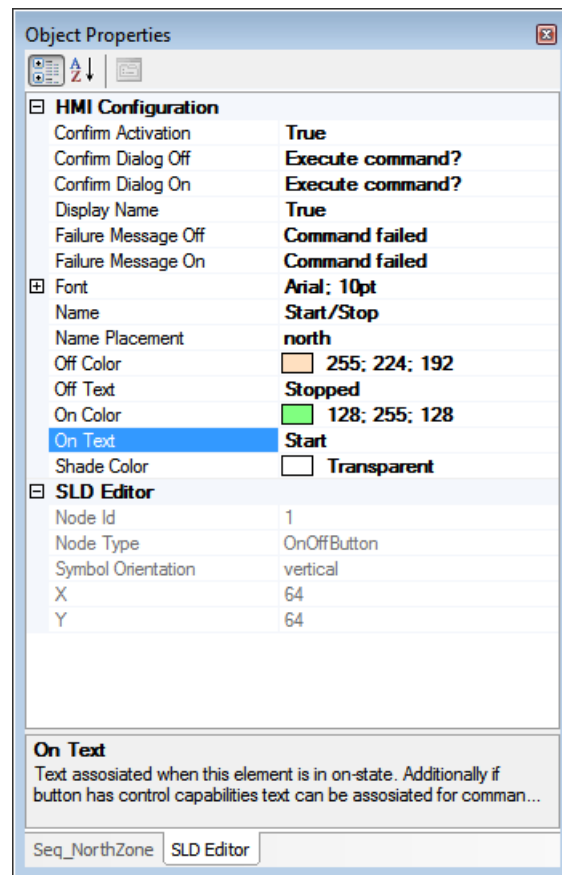 Object Properties
HMI Configuration
Confirm Activation True
Confirm Dialog Off Execute command?
Confirm Dialog On Execute command?
Display Name True
Failure Message Off Command failed
Failure Message On Command failed
Font Arial; 10pt
Name Start/Stop
Name Placement north
Off Color 255; 224; 192
Off Text Stopped
On Color 128; 255; 128
On Text Start
Shade Color Transparent
SLD Editor
Node Id 1
Node Type OnOffButton
Symbol Orientation vertical
X 64
Y 64
On Text
Text assosiated when this element is in on-state. Additionally if
button has control capabilities text can be assosiated for comman...
Seq_NorthZone SLD Editor